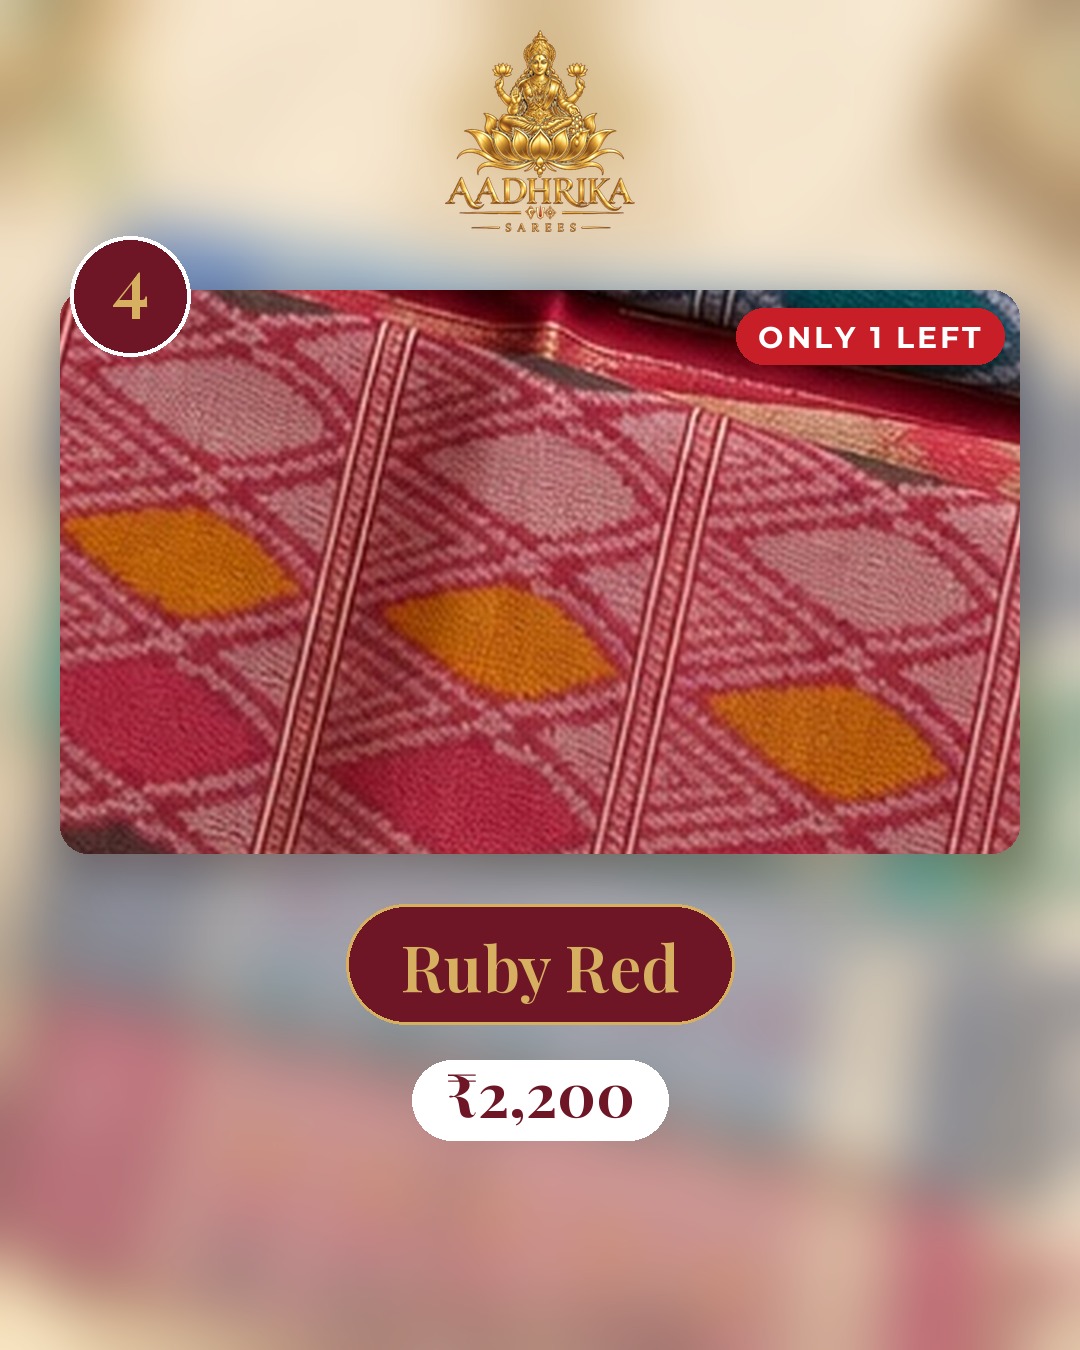 AADHRIKA
SAREES
4
ONLY 1 LEFT
Ruby Red
₹2,200